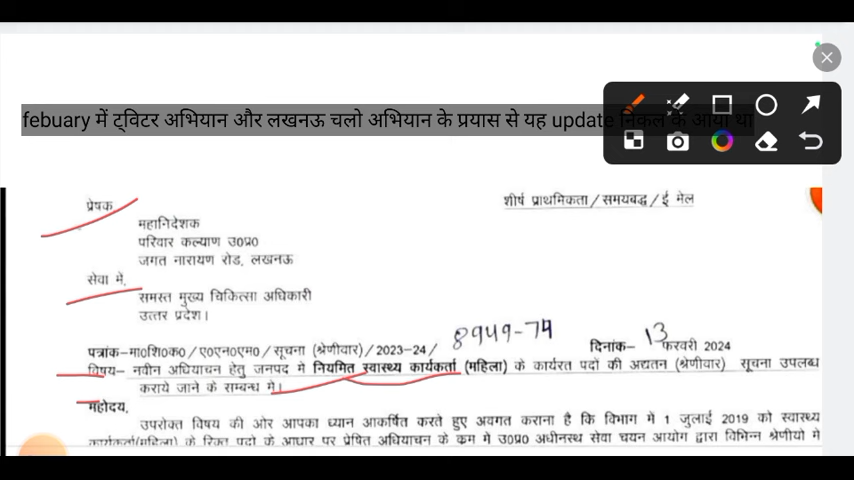 febuary में ट्विटर अभियान और लखनऊ चलो अभियान के प्रयास से यह update निकल के आया था
शीर्ष प्राथमिकता/समयबद्ध/ई मेल
प्रेषक
महानिदेशक
परिवार कल्याण उ0प्र0
जगत नारायण रोड, लखनऊ
सेवा में,
समस्त मुख्य चिकित्सा अधिकारी
उत्तर प्रदेश।
पत्रांक–मा0शि0क0/ए0एन0एम0/सूचना (श्रेणीवार)/2023-24/ 8949-74 दिनांक– 13 फरवरी 2024
विषय– नवीन अधियाचन हेतु जनपद मे नियमित स्वास्थ्य कार्यकर्ता (महिला) के कार्यरत पदों की अद्यतन (श्रेणीवार) सूचना उपलब्ध
कराये जाने के सम्बन्ध मे।
महोदय,
उपरोक्त विषय की ओर आपका ध्यान आकर्षित करते हुए अवगत कराना है कि विभाग मे 1 जुलाई 2019 को स्वास्थ्य
कार्यकर्ता(महिला) के रिक्त पदों के आधार पर प्रेषित अधियाचन के क्रम मे उ0प्र0 अधीनस्थ सेवा चयन आयोग द्वारा विभिन्न श्रेणीयो मे